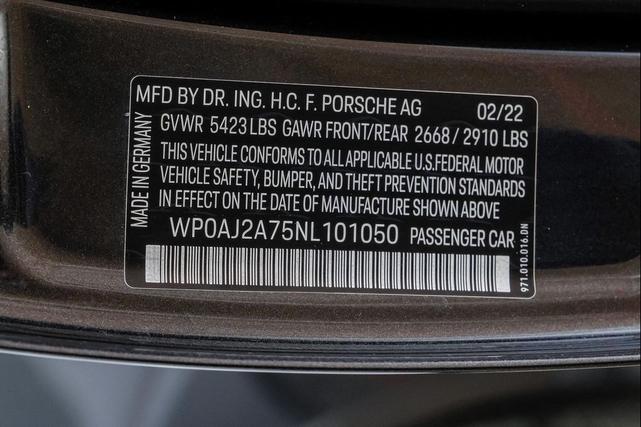 MFD BY DR. ING. H.C. F. PORSCHE AG 02/22
GVWR 5423LBS GAWR FRONT/REAR 2668/2910 LBS
THIS VEHICLE CONFORMS TO ALL APPLICABLE U.S.FEDERAL MOTOR
VEHICLE SAFETY, BUMPER, AND THEFT PREVENTION STANDARDS
IN EFFECT ON THE DATE OF MANUFACTURE SHOWN ABOVE
WP0AJ2A75NL101050 PASSENGER CAR
MADE IN GERMANY
971.010.016.DN